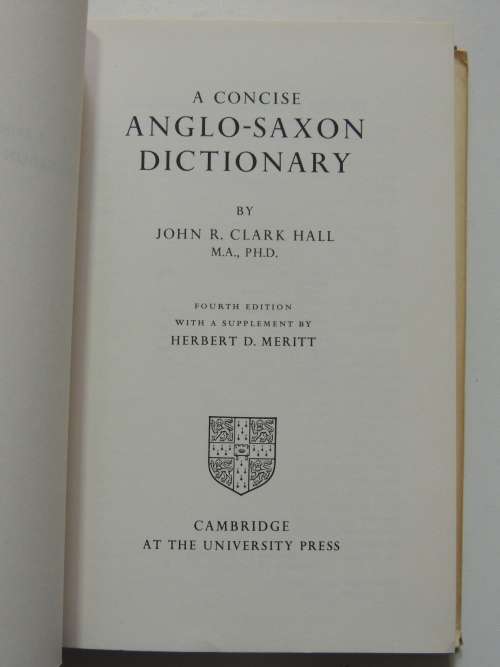 A CONCISE
ANGLO-SAXON
DICTIONARY
BY
JOHN R. CLARK HALL
M.A., PH.D.
FOURTH EDITION
WITH A SUPPLEMENT BY
HERBERT D. MERITT
CAMBRIDGE
AT THE UNIVERSITY PRESS